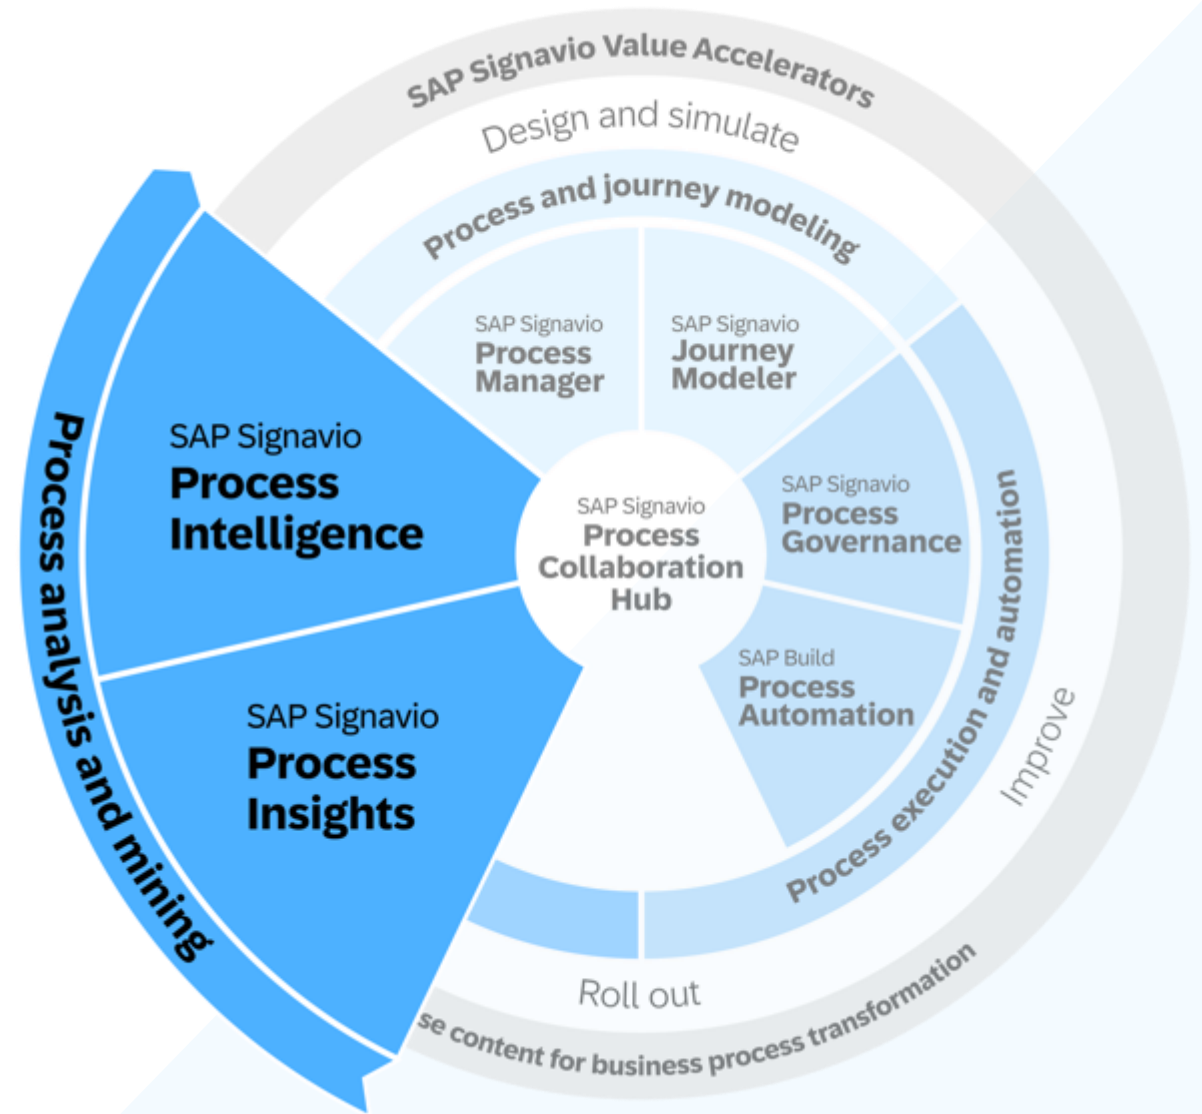 SAP Signavio Value Accelerators
Design and simulate
Process and journey modeling
SAP Signavio
Process
Manager
SAP Signavio
Journey
Modeler
SAP Signavio
Process
Intelligence
SAP Signavio
Process
Insights
Process analysis and mining
SAP Signavio
Process
Collaboration
Hub
SAP Signavio
Process
Governance
SAP Build
Process
Automation
Process execution and automation
Improve
Roll out
se content for business process transformation